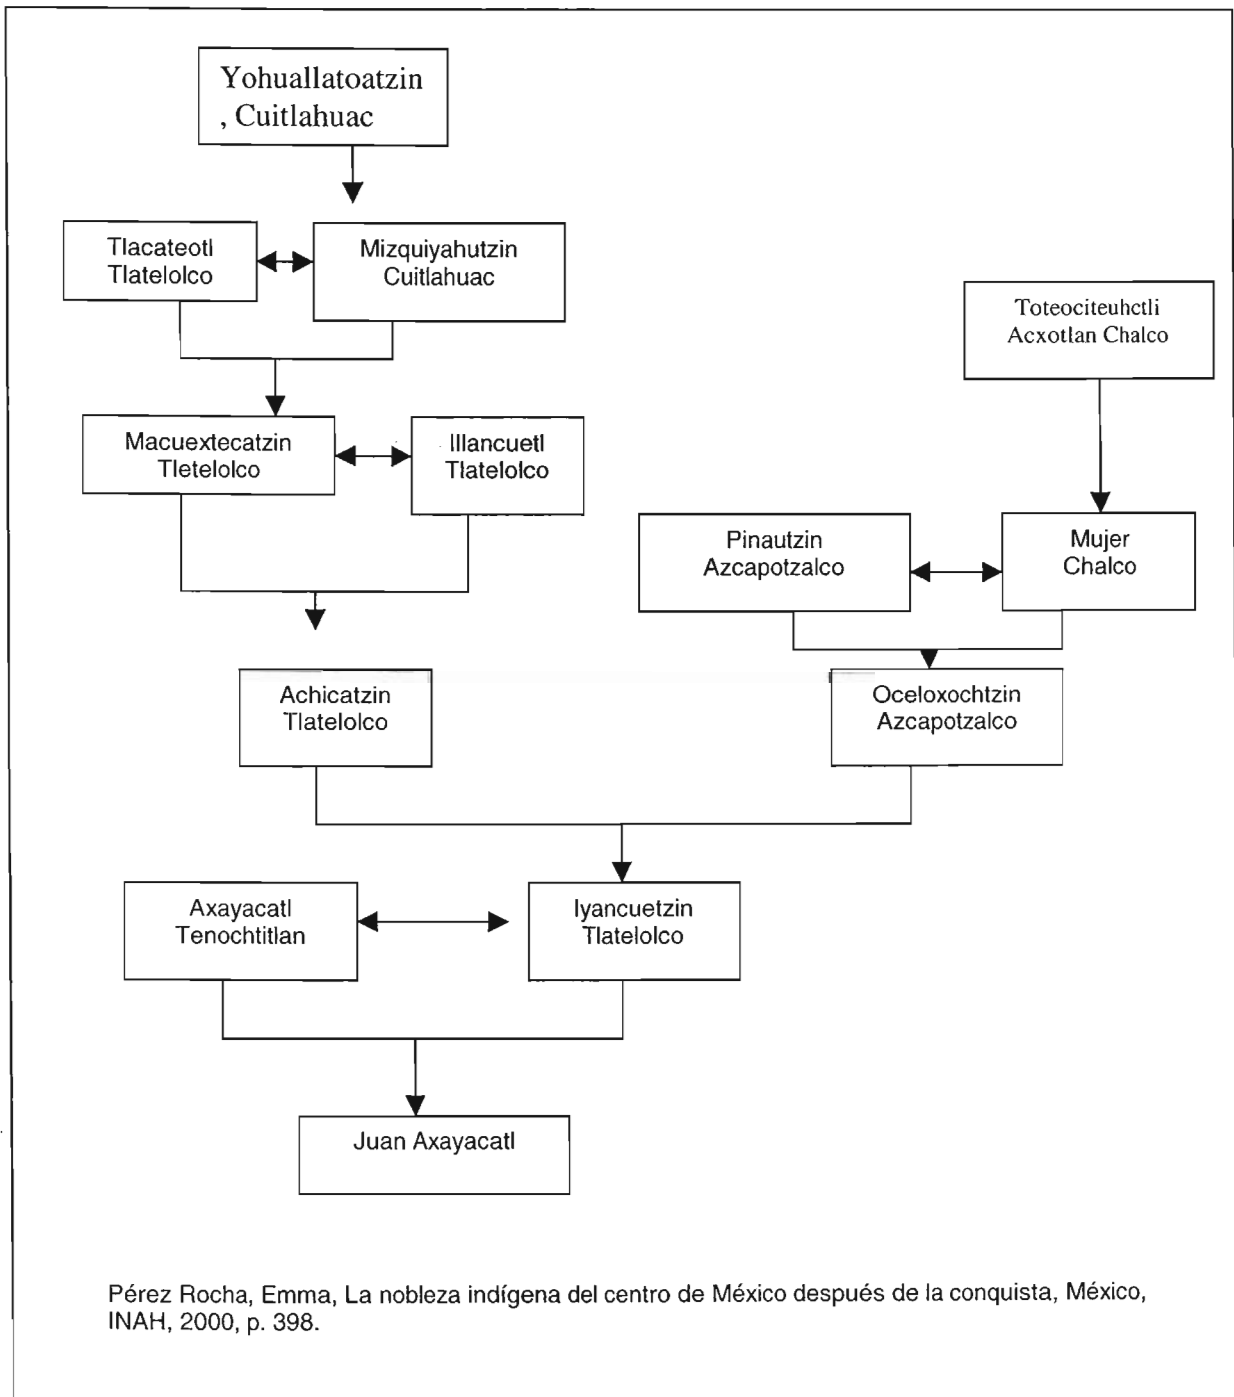 Yohuallatoatzin
, Cuitlahuac
Tlacateotl
Tlatelolco
Mizquiyahutzin
Cuitlahuac
Toteociteuhctli
Acxotlan Chalco
Macuextecatzin
Tletelolco
Illancuetl
Tlatelolco
Pinautzin
Azcapotzalco
Mujer
Chalco
Achicatzin
Tlatelolco
Oceloxochtzin
Azcapotzalco
Axayacatl
Tenochtitlan
Iyancuetzin
Tlatelolco
Juan Axayacatl
Pérez Rocha, Emma, La nobleza indígena del centro de México después de la conquista, México,
INAH, 2000, p. 398.